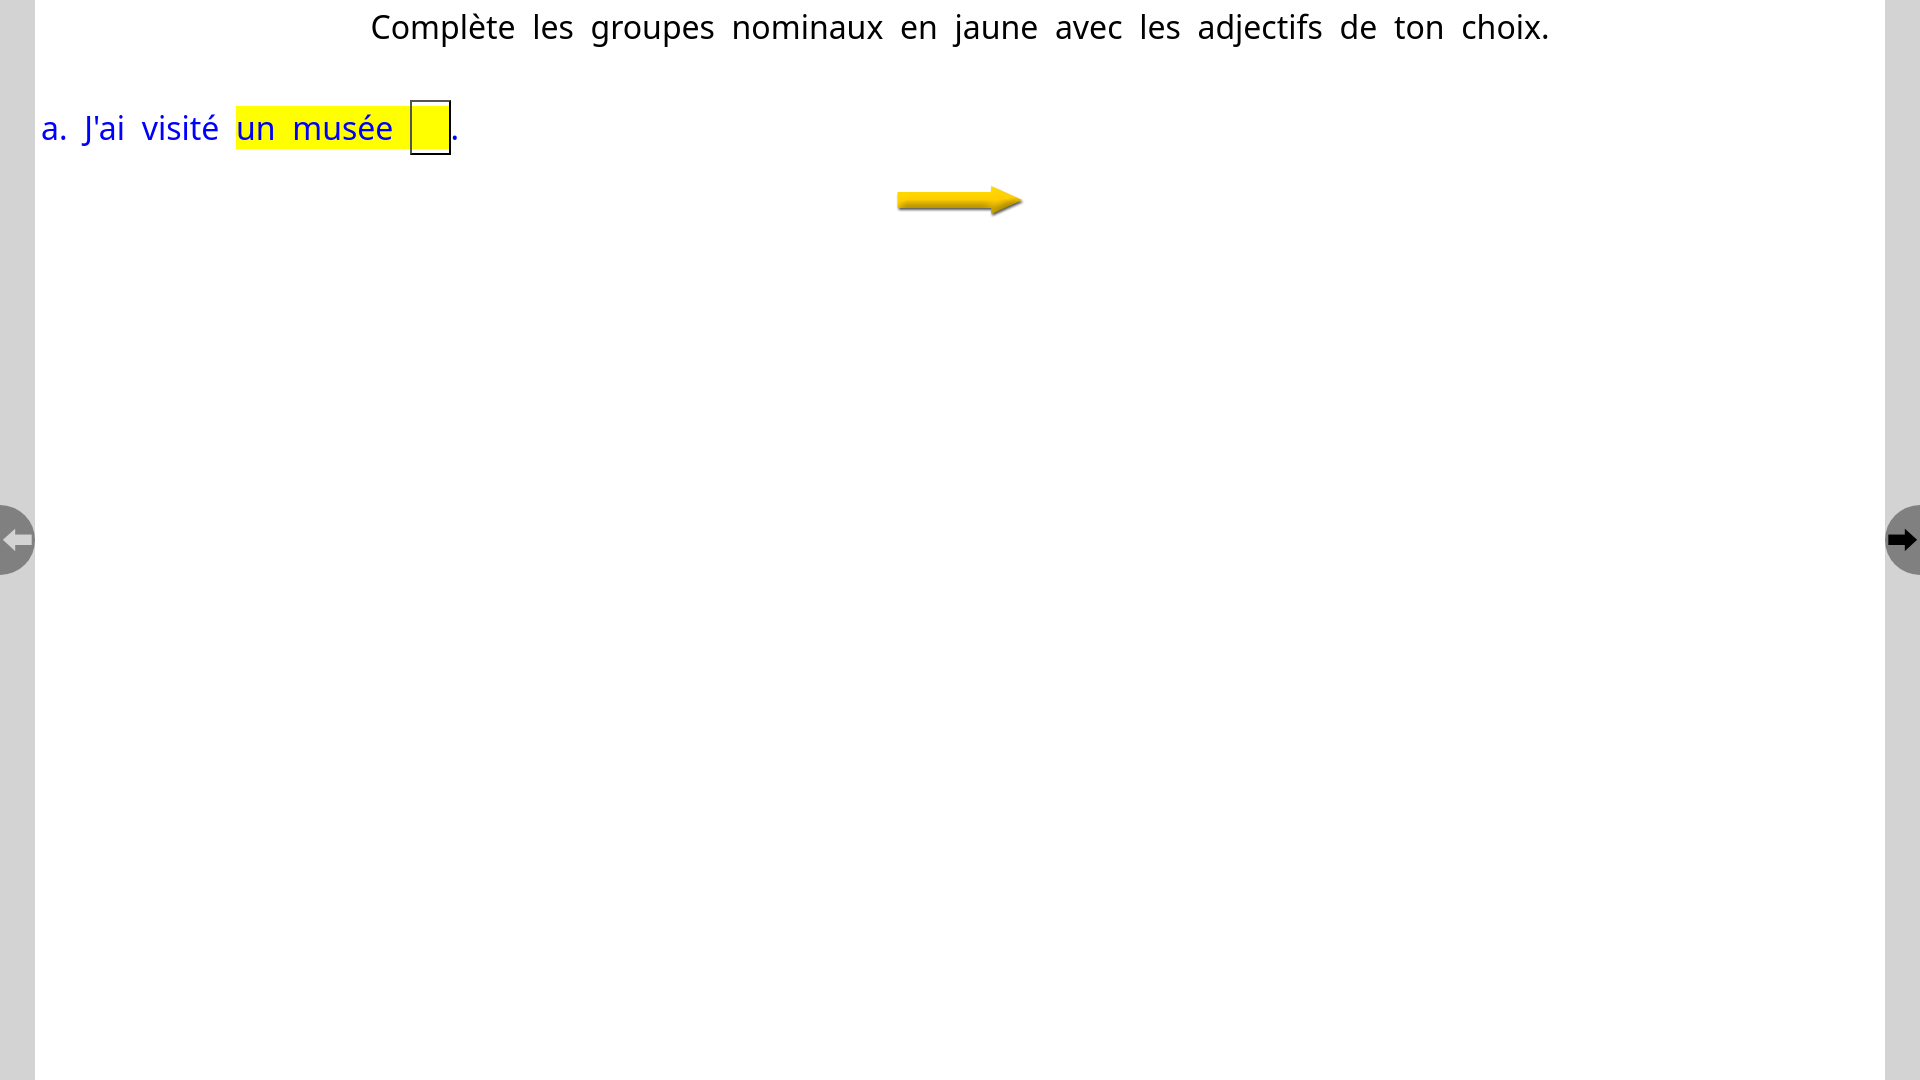 Complète les groupes nominaux en jaune avec les adjectifs de ton choix.
a. J'ai visité un musée .